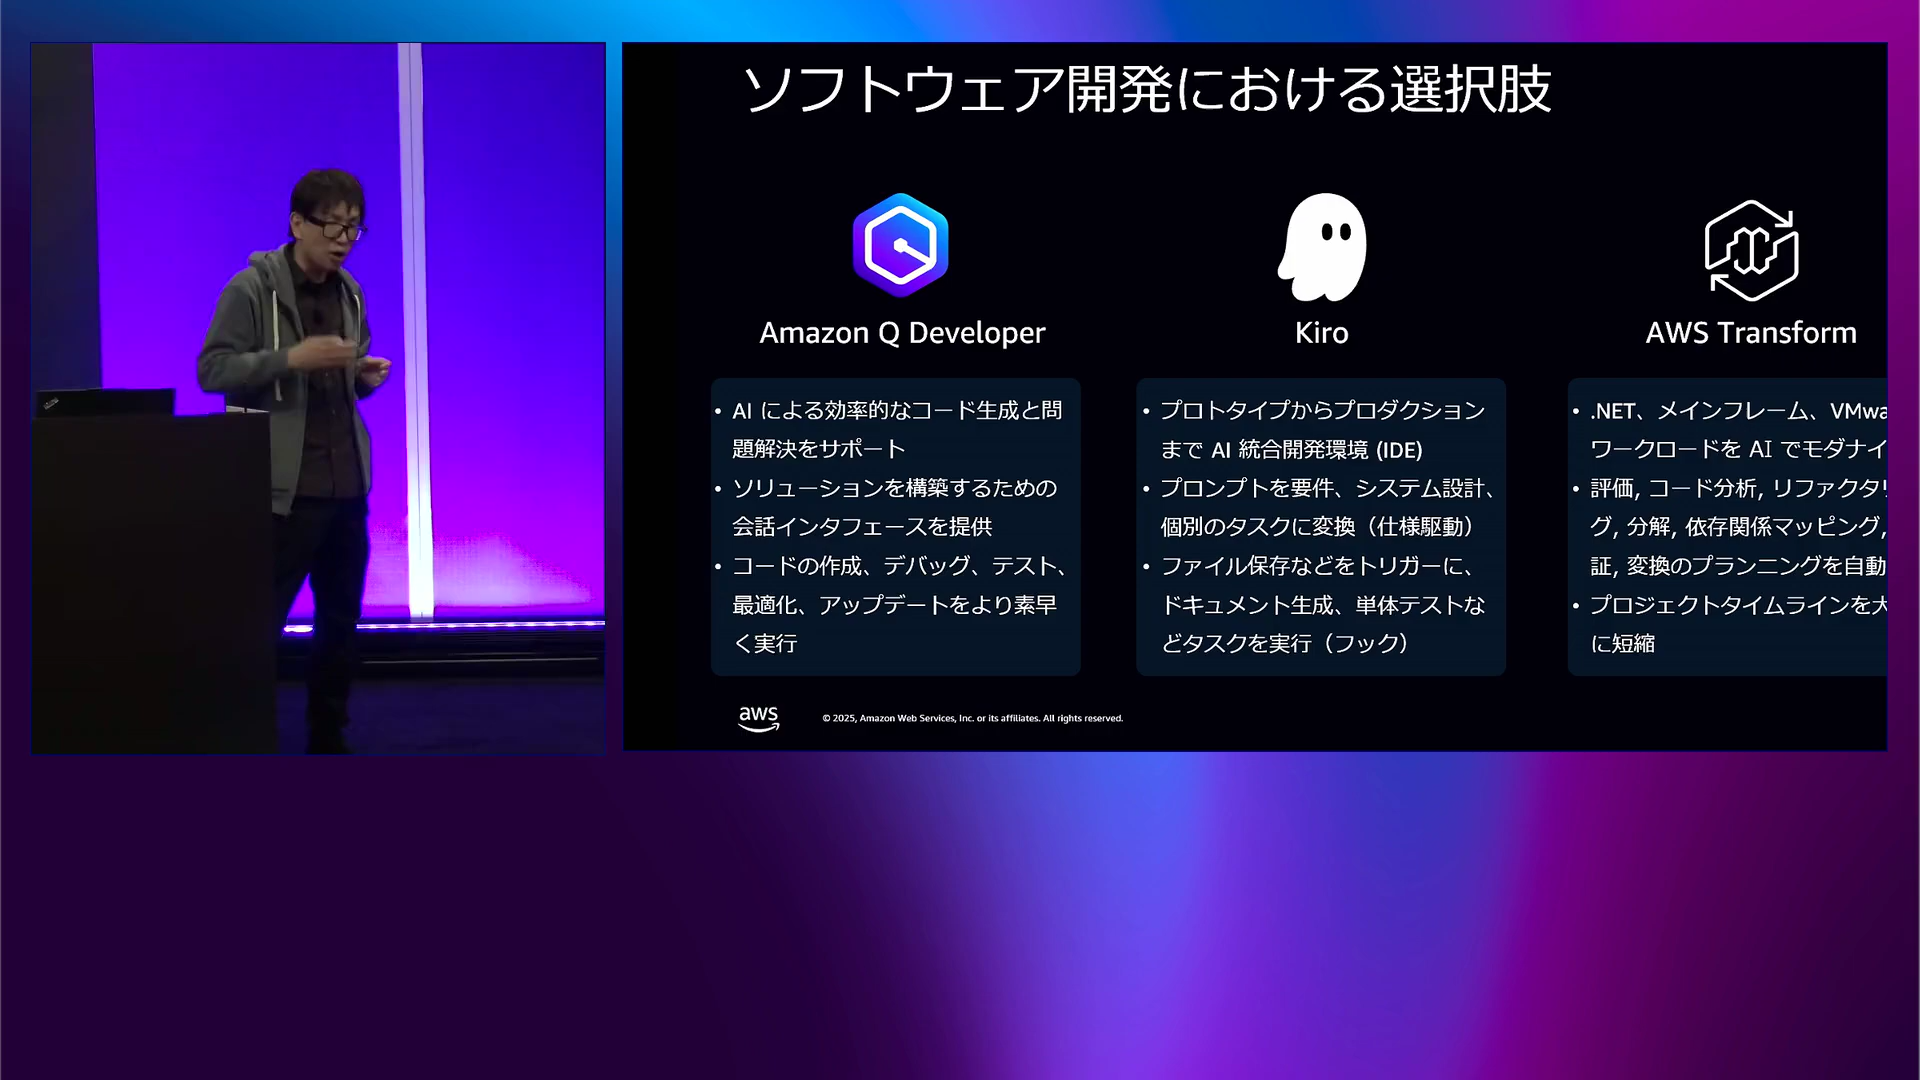 ソフトウェア開発における選択肢
Amazon Q Developer
• AI による効率的なコード生成と問
題解決をサポート
• ソリューションを構築するための
会話インタフェースを提供
• コードの作成、デバッグ、テスト、
最適化、アップデートをより素早
く実行
Kiro
• プロトタイプからプロダクション
まで AI 統合開発環境 (IDE)
• プロンプトを要件、システム設計、
個別のタスクに変換（仕様駆動）
• ファイル保存などをトリガーに、
ドキュメント生成、単体テストな
どタスクを実行（フック）
AWS Transform
• .NET、メインフレーム、VMwa
ワークロードを AI でモダナイ
• 評価, コード分析, リファクタリ
グ, 分解, 依存関係マッピング,
証, 変換のプランニングを自動
• プロジェクトタイムラインを大
に短縮
aws
© 2025, Amazon Web Services, Inc. or its affiliates. All rights reserved.